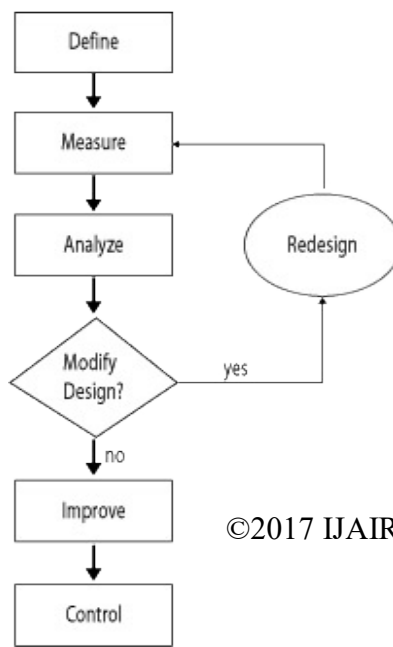 Define
Measure
Analyze
Redesign
Modify
Design?
yes
no
Improve
©2017 IJAIR
Control